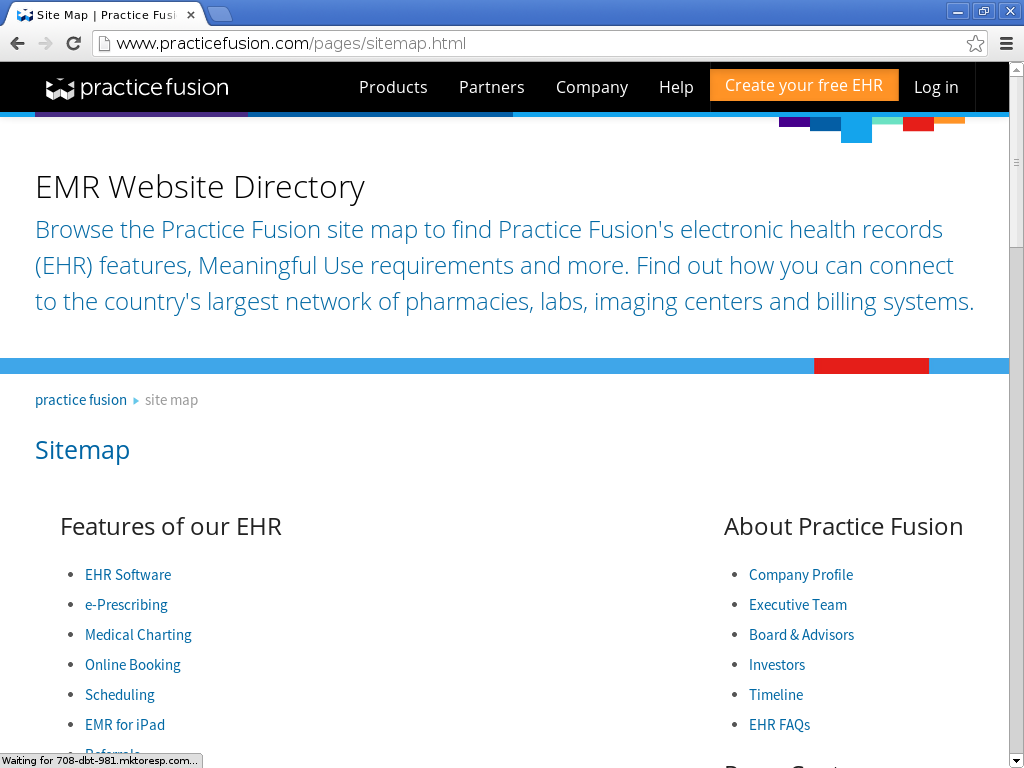 Site Map | Practice Fusi
www.practicefusion.com/pages/sitemap.html
practice fusion
Products
Partners
Company
Help
Create your free EHR
Log in
EMR Website Directory
Browse the Practice Fusion site map to find Practice Fusion's electronic health records
(EHR) features, Meaningful Use requirements and more. Find out how you can connect
to the country's largest network of pharmacies, labs, imaging centers and billing systems.
practice fusion
site map
Sitemap
Features of our EHR
EHR Software
e-Prescribing
Medical Charting
Online Booking
Scheduling
EMR for iPad
About Practice Fusion
Company Profile
Executive Team
Board & Advisors
Investors
Timeline
EHR FAQs
Waiting for 708-dbt-981.mktoresp.com...